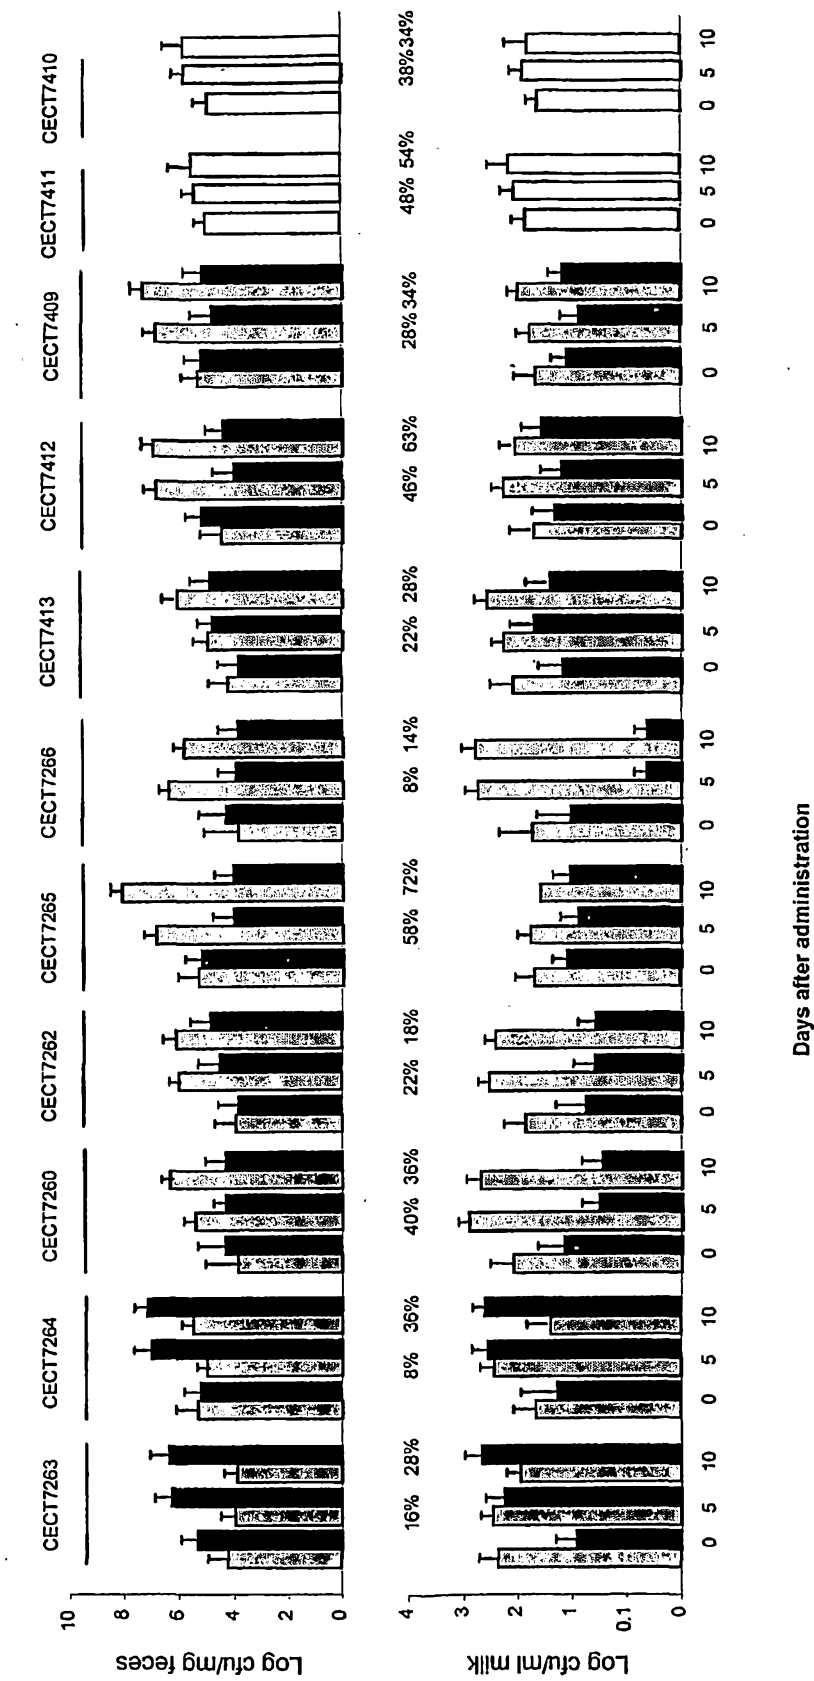 CECT7263 CECT7264 CECT7260 CECT7262 CECT7265 CECT7266 CECT7413 CECT7412 CECT7409 CECT7411 CECT7410
10
8
6
4
2
0
Log cfu/mg feces
16% 28% 8% 36% 40% 36% 22% 18% 58% 72% 8% 14% 22% 28% 46% 63% 28% 34% 48% 54% 38%34%
4
3
2
1
0.1
0
Log cfu/ml milk
0 5 10 0 5 10 0 5 10 0 5 10 0 5 10 0 5 10 0 5 10 0 5 10 0 5 10 0 5 10 0 5 10
Days after administration